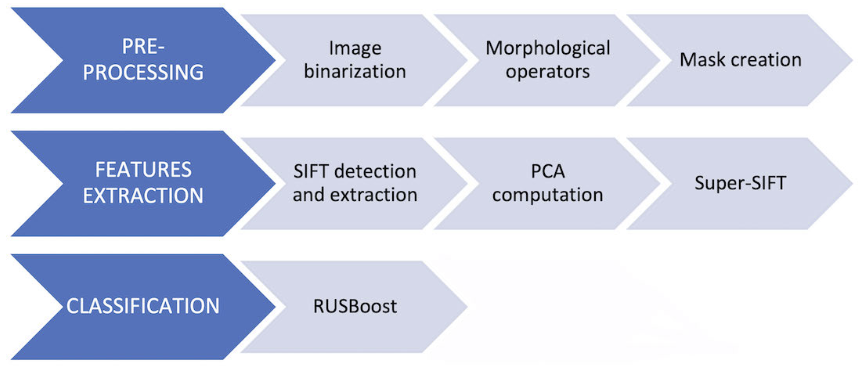 PRE-
PROCESSING
Image
binarization
Morphological
operators
Mask creation
FEATURES
EXTRACTION
SIFT detection
and extraction
PCA
computation
Super-SIFT
CLASSIFICATION
RUSBoost